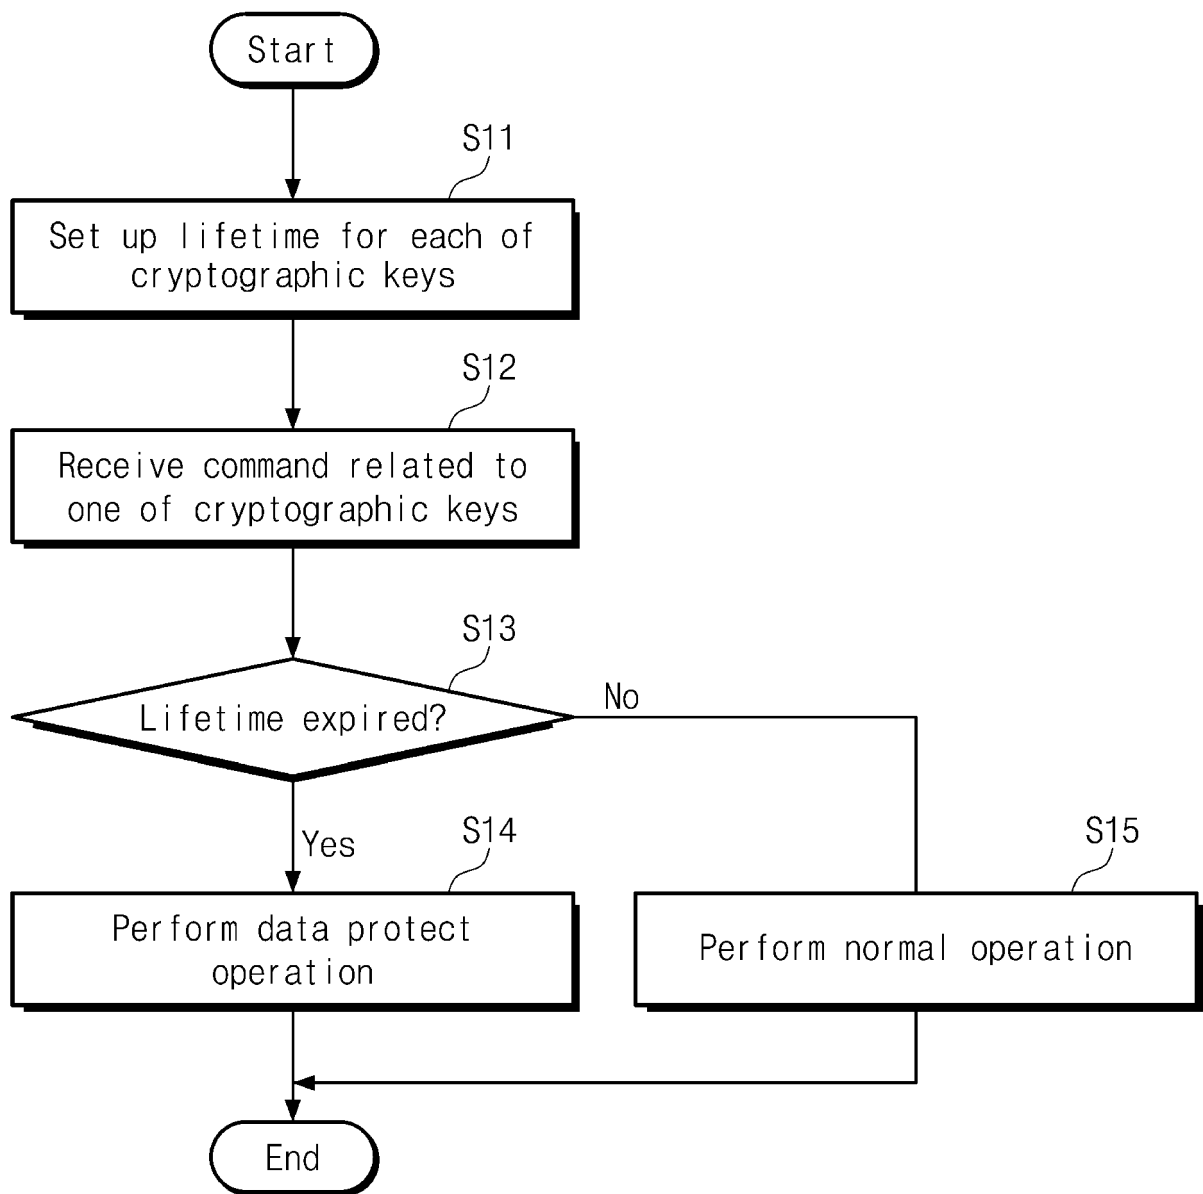 Start
S11
Set up lifetime for each of
cryptographic keys
S12
Receive command related to
one of cryptographic keys
S13
Lifetime expired?
No
Yes
S14
Perform data protect
operation
S15
Perform normal operation
End